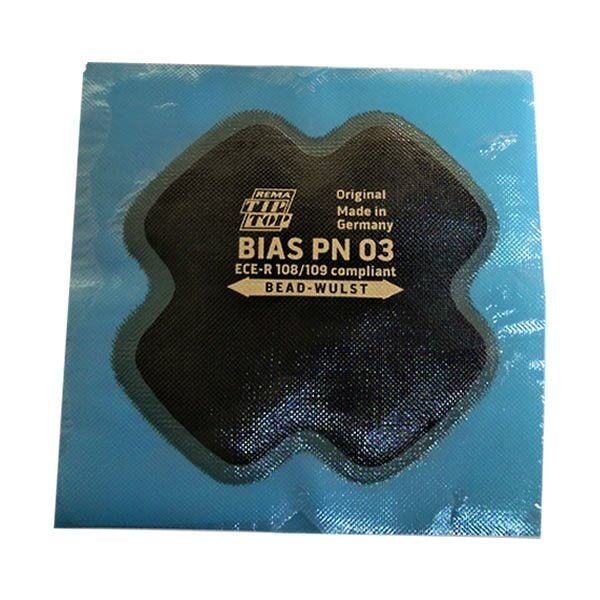 REMA
TIP
TOP
Original
Made in
Germany
BIAS PN 03
ECE-R 108/109 compliant
BEAD-WULST